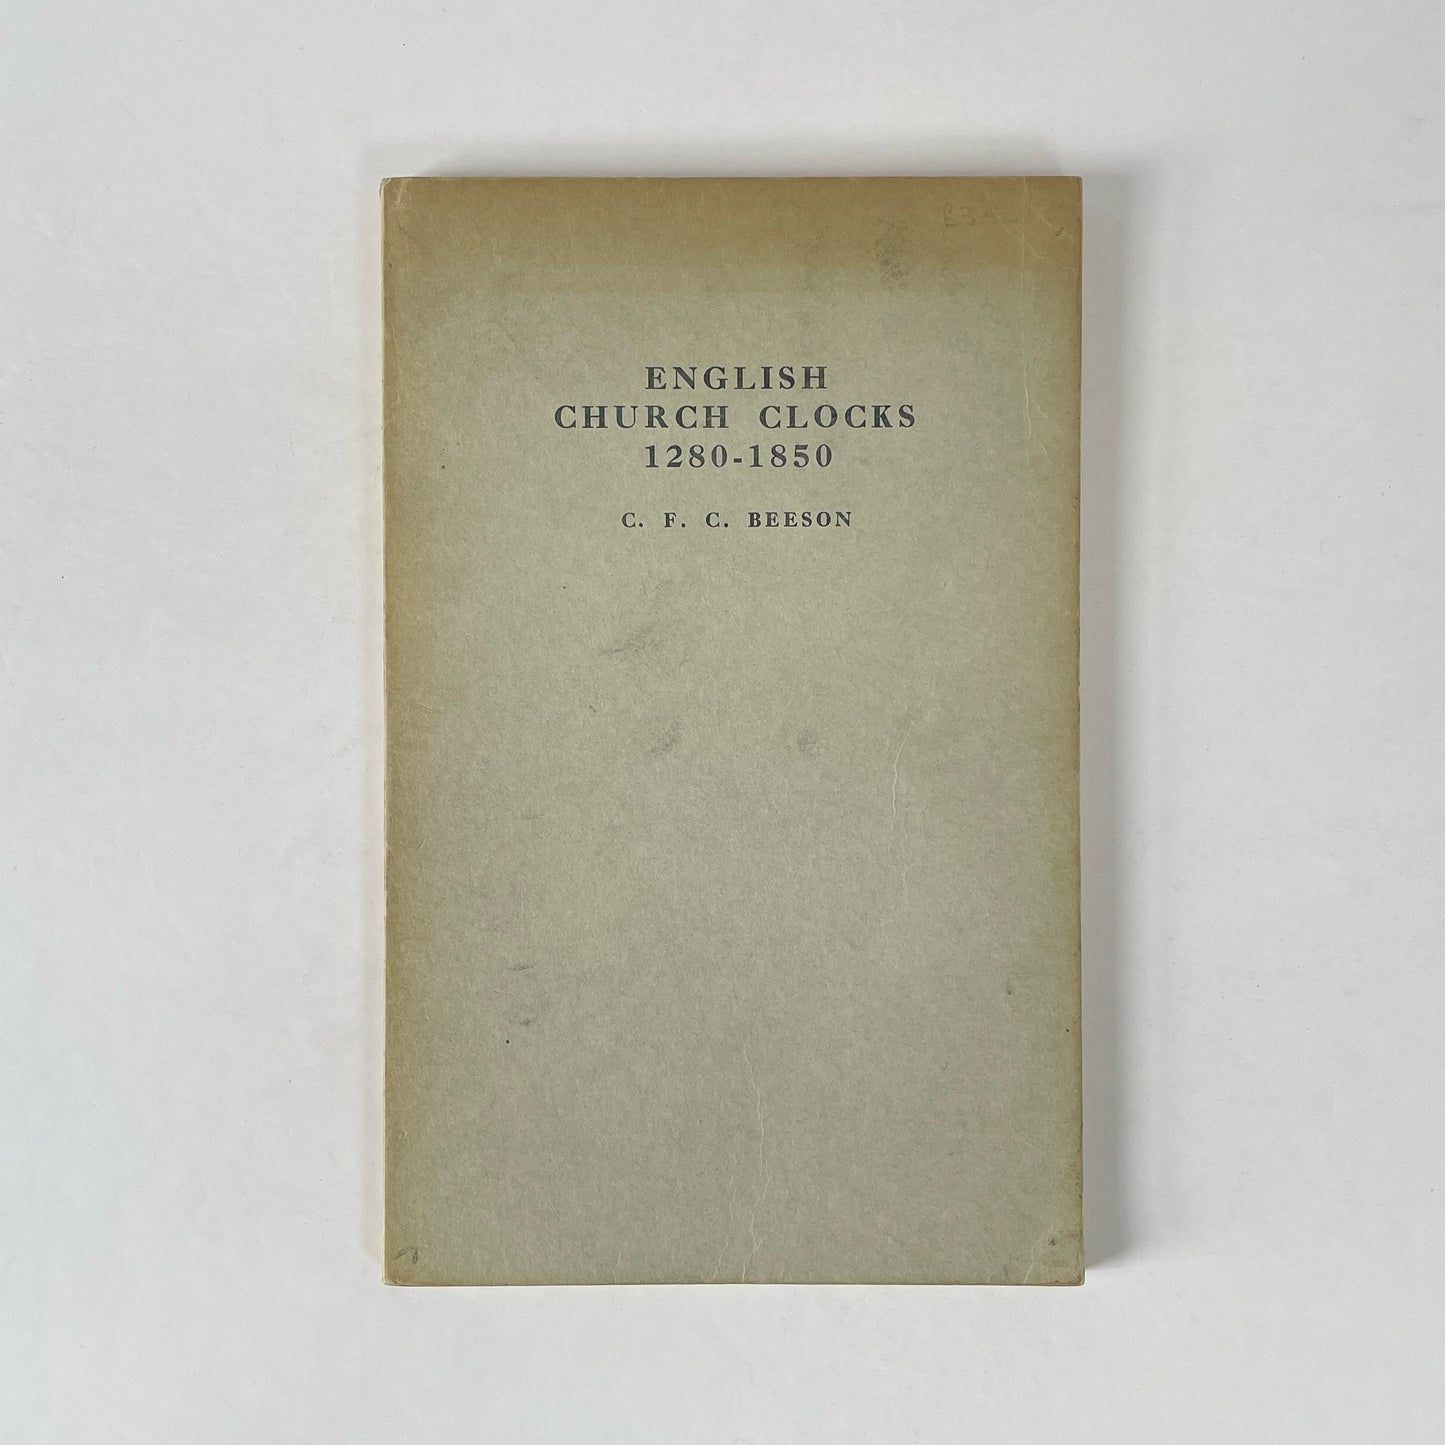 ENGLISH
CHURCH CLOCKS
1280-1850
C. F. C. BEESON